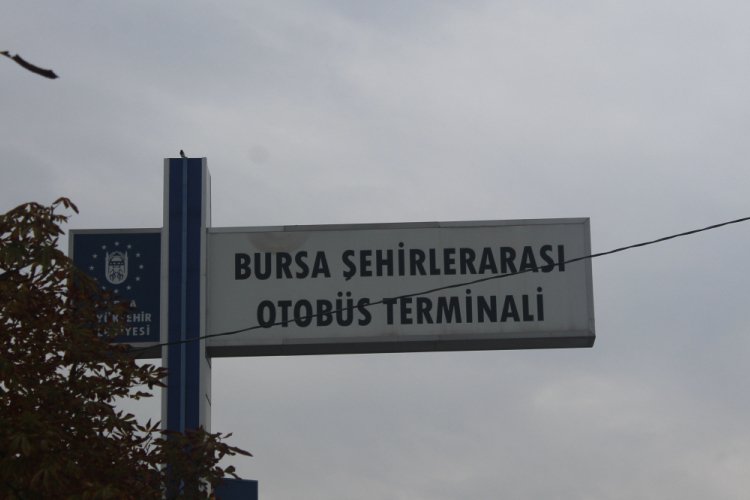 BURSA ŞEHİRLERARASI
OTOBÜS TERMİNALİ